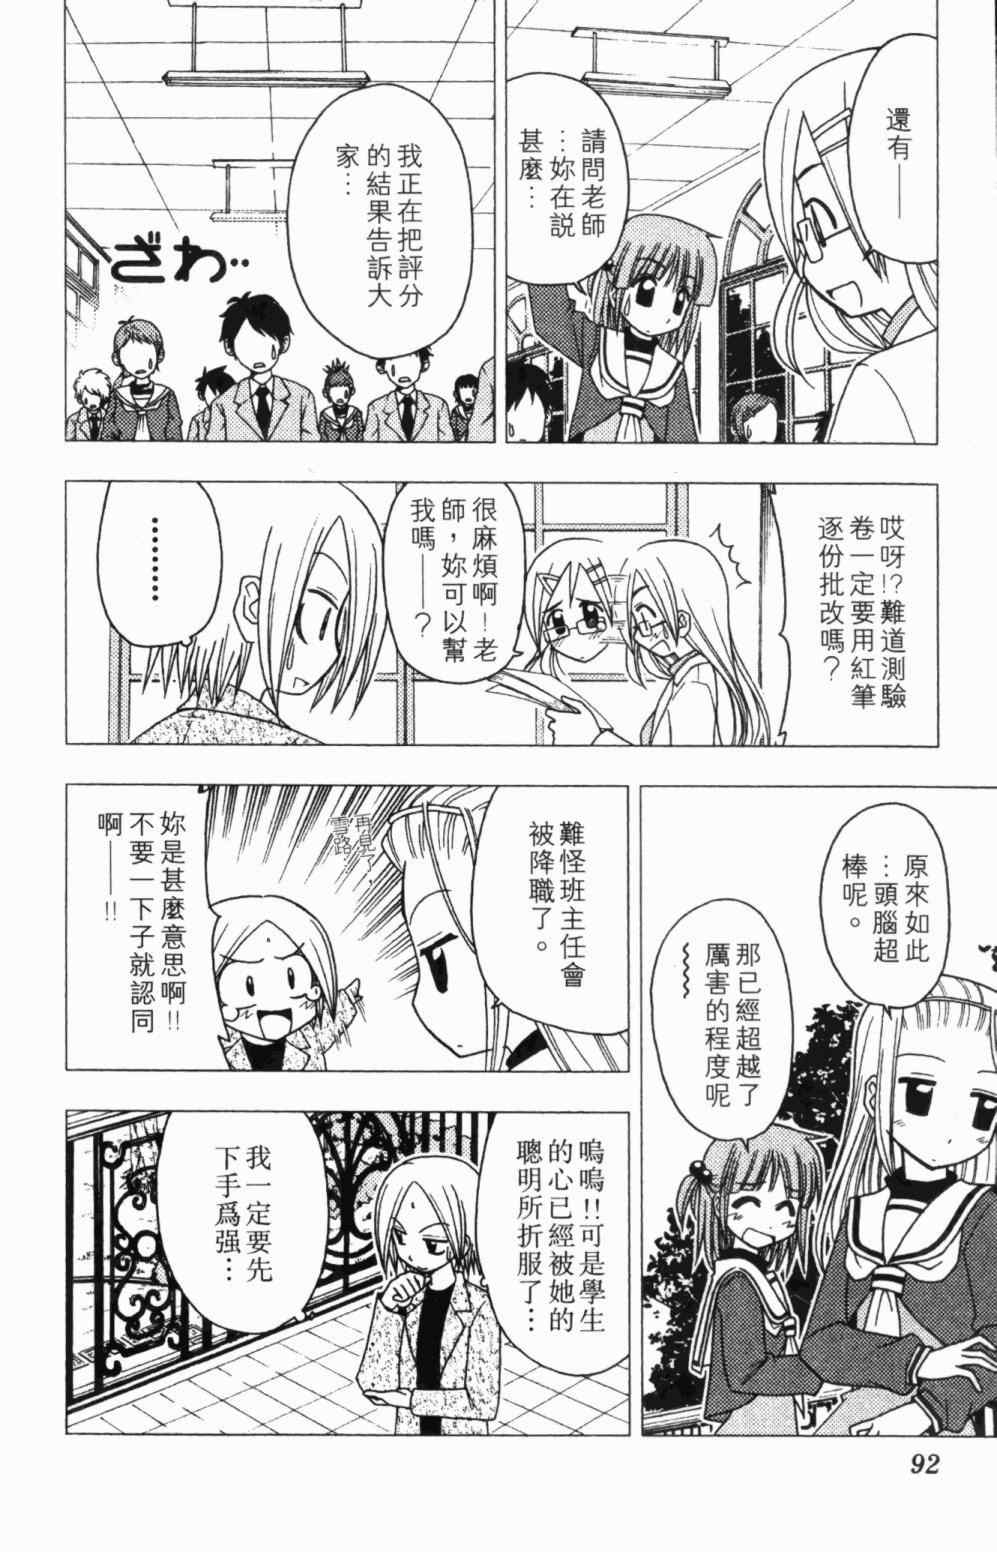 還有——
請問老師
…妳在說
甚麼…
我正在把評分
的結果告訴大
家…
ざわ‥
哎呀!?難道測驗
卷一定要用紅筆
逐份批改嗎？
很麻煩啊！老
師，妳可以幫
我嗎——？
………
原來如此
…頭腦超
棒呢。
那已經超越了
厲害的程度呢
～
難怪班主任會
被降職了。
再見了，
雪路
妳是甚麼意思啊!!
不要一下子就認同
啊——!!
嗚嗚!!可是學生
的心已經被她的
聰明所折服了…
我一定要先
下手爲强…
92